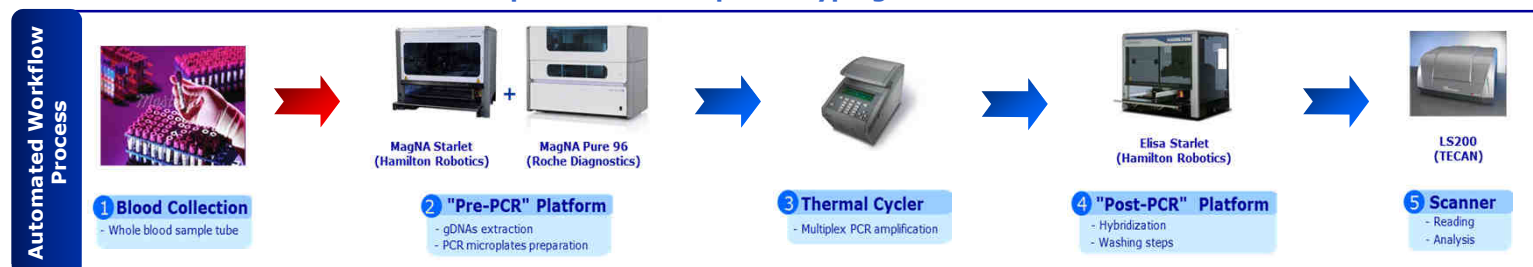 Automated Workflow
Process
+
MagNA Starlet
(Hamilton Robotics)
MagNA Pure 96
(Roche Diagnostics)
Elisa Starlet
(Hamilton Robotics)
LS200
(TECAN)
1 Blood Collection
- Whole blood sample tube
2 "Pre-PCR" Platform
- gDNAs extraction
- PCR microplates preparation
3 Thermal Cycler
- Multiplex PCR amplification
4 "Post-PCR" Platform
- Hybridization
- Washing steps
5 Scanner
- Reading
- Analysis